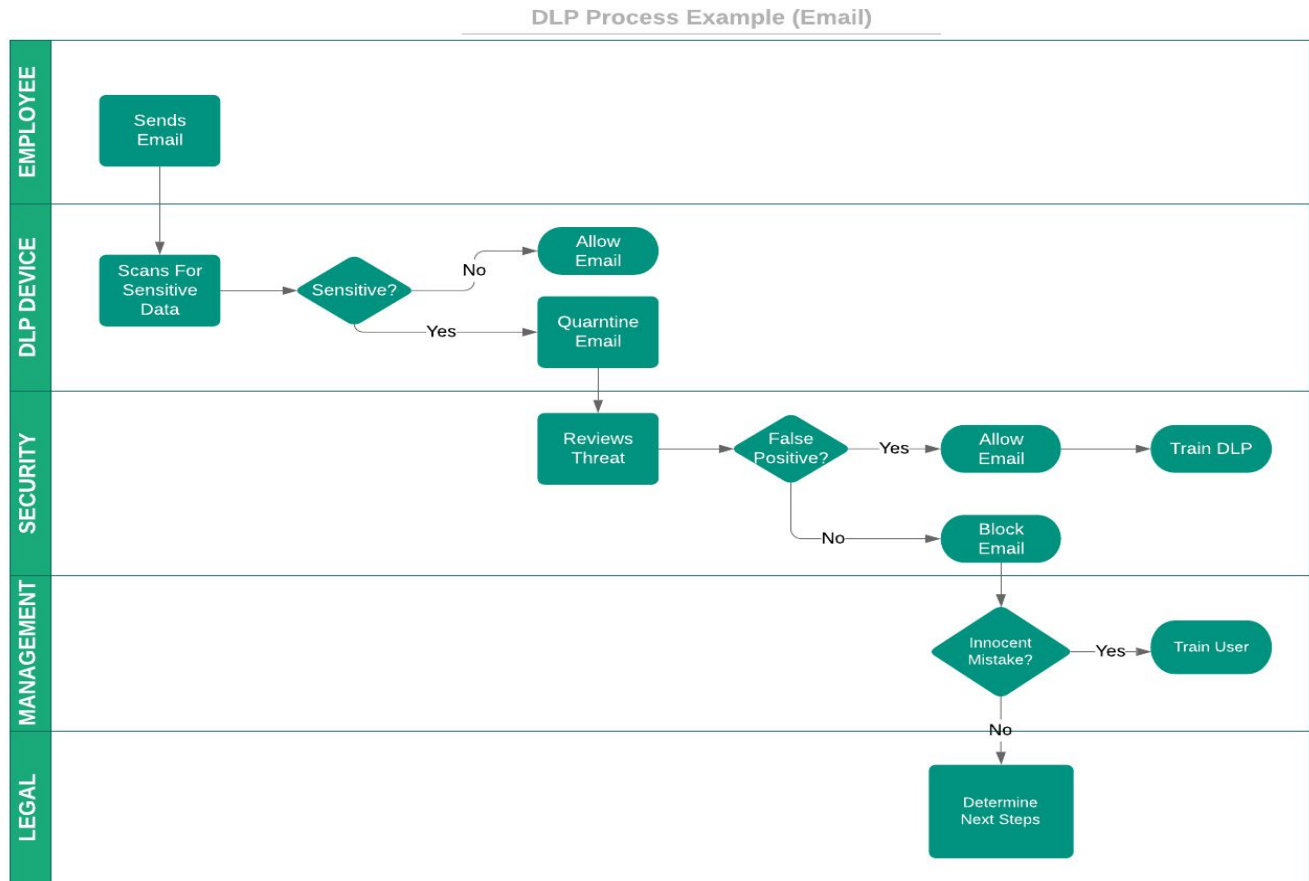 DLP Process Example (Email)
EMPLOYEE
Sends
Email
DLP DEVICE
Scans For
Sensitive
Data
Sensitive?
No
Allow
Email
Yes
Quarntine
Email
SECURITY
Reviews
Threat
False
Positive?
Yes
Allow
Email
Train DLP
No
Block
Email
MANAGEMENT
Innocent
Mistake?
Yes
Train User
No
LEGAL
Determine
Next Steps